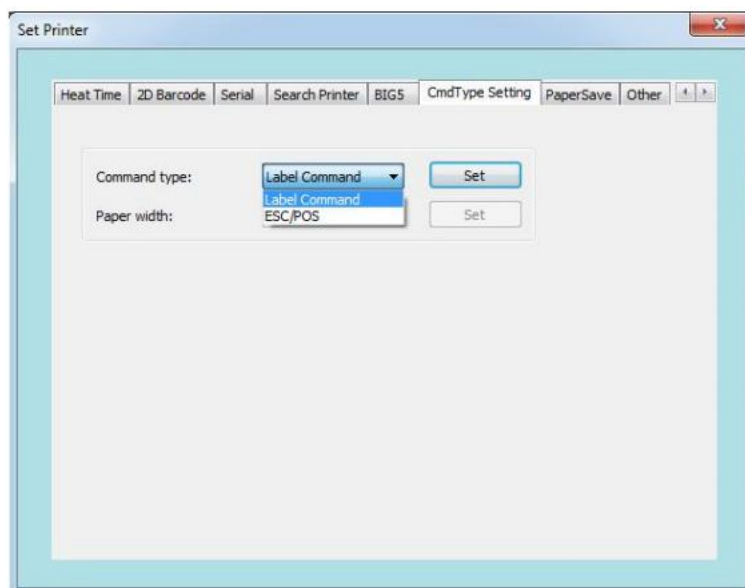 Set Printer
Heat Time 2D Barcode Serial Search Printer BIG5 CmdType Setting PaperSave Other
Command type: Label Command Set
Label Command
ESC/POS
Paper width: Set